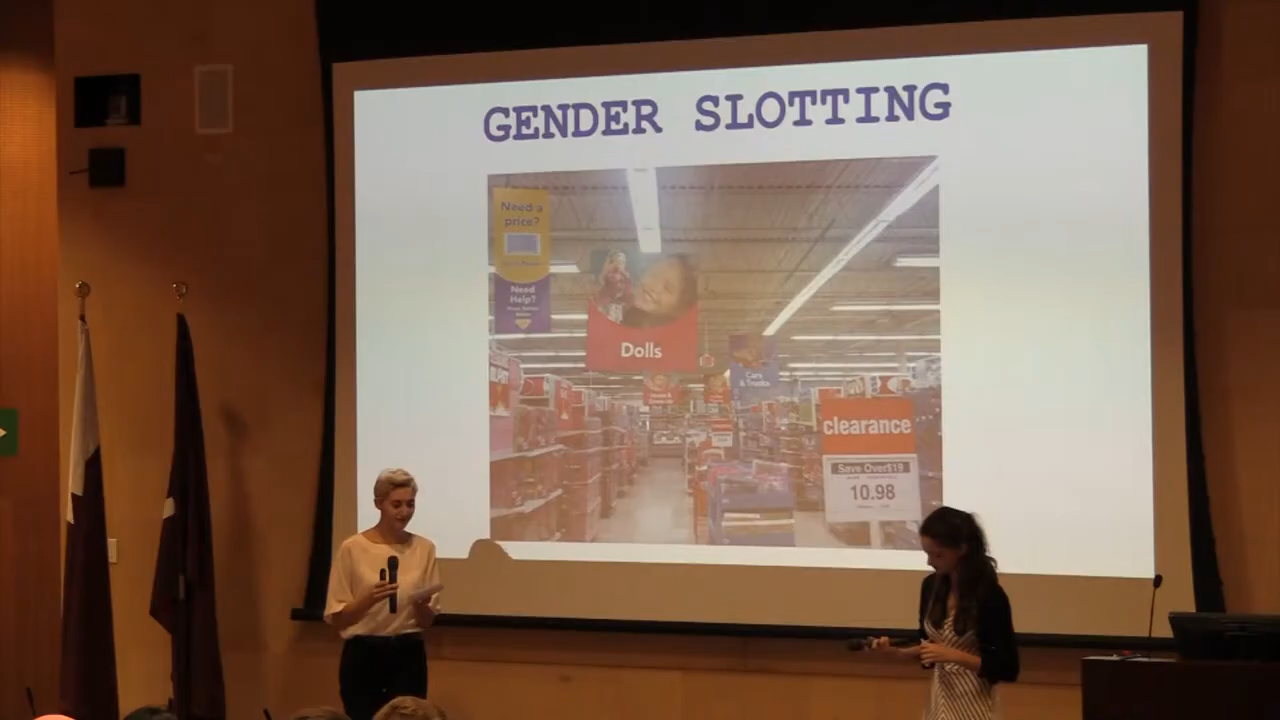 GENDER SLOTTING
Need a
price?
Need
Help?
Dolls
Cars
& Trucks
clearance
Save Over$19
10.98